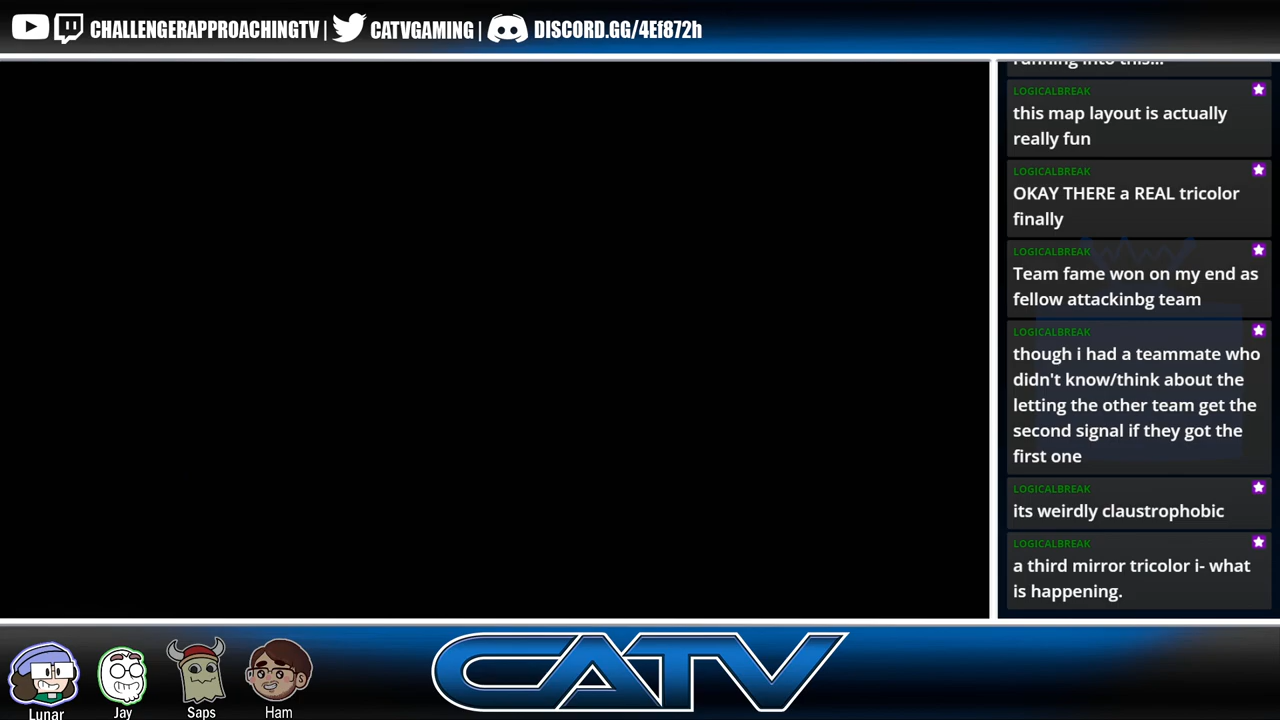 CHALLENGERAPPROACHINGTV | CATVGAMING | DISCORD.GG/4Ef872h
running into this...
LOGICALBREAK
this map layout is actually
really fun
LOGICALBREAK
OKAY THERE a REAL tricolor
finally
LOGICALBREAK
Team fame won on my end as
fellow attackinbg team
LOGICALBREAK
though i had a teammate who
didn't know/think about the
letting the other team get the
second signal if they got the
first one
LOGICALBREAK
its weirdly claustrophobic
LOGICALBREAK
a third mirror tricolor i- what
is happening.
Lunar
Jay
Saps
Ham
CATV